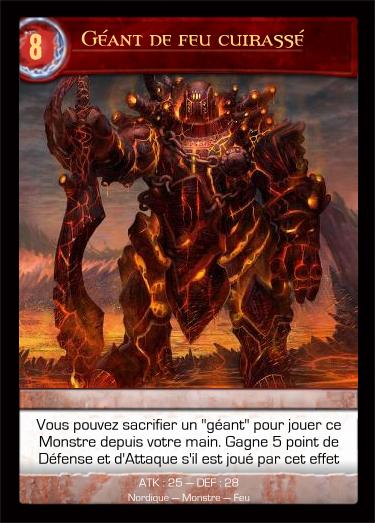 8
Géant de feu cuirassé
Vous pouvez sacrifier un "géant" pour jouer ce
Monstre depuis votre main. Gagne 5 point de
Défense et d'Attaque s'il est joué par cet effet
ATK : 25 — DEF : 28
Nordique — Monstre — Feu